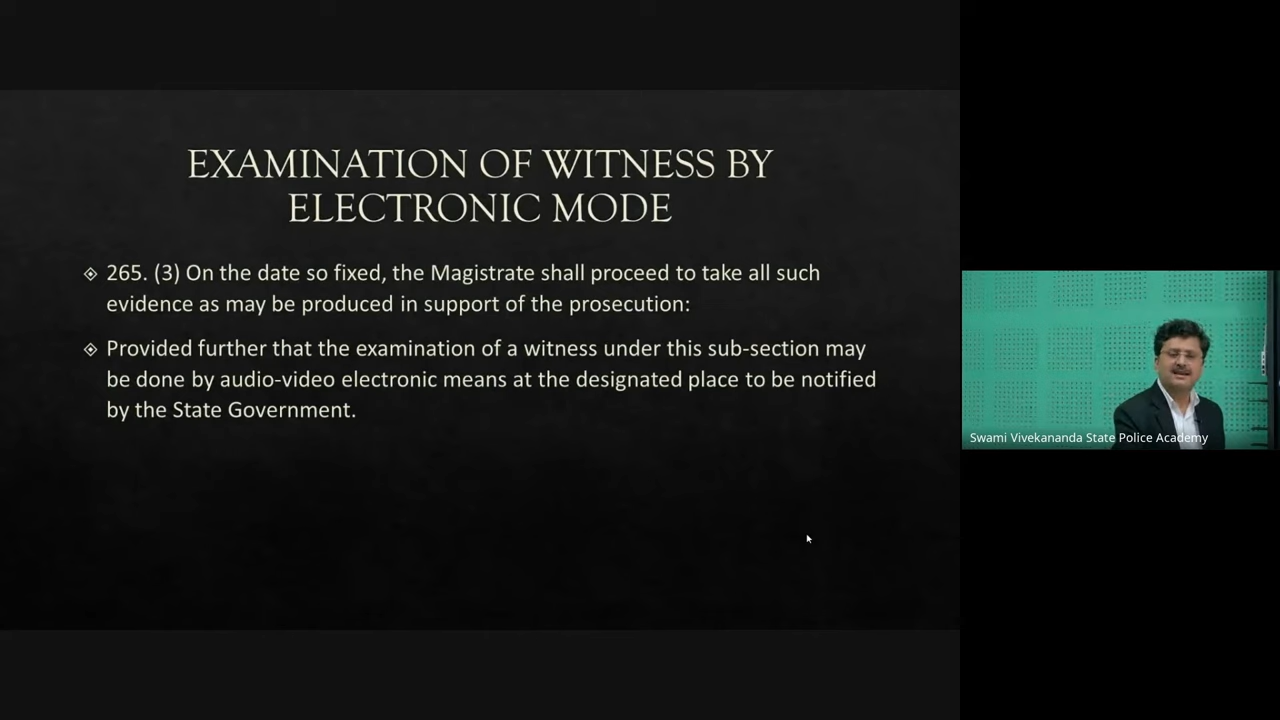 EXAMINATION OF WITNESS BY
ELECTRONIC MODE
265. (3) On the date so fixed, the Magistrate shall proceed to take all such
evidence as may be produced in support of the prosecution:
Provided further that the examination of a witness under this sub-section may
be done by audio-video electronic means at the designated place to be notified
by the State Government.
Swami Vivekananda State Police Academy